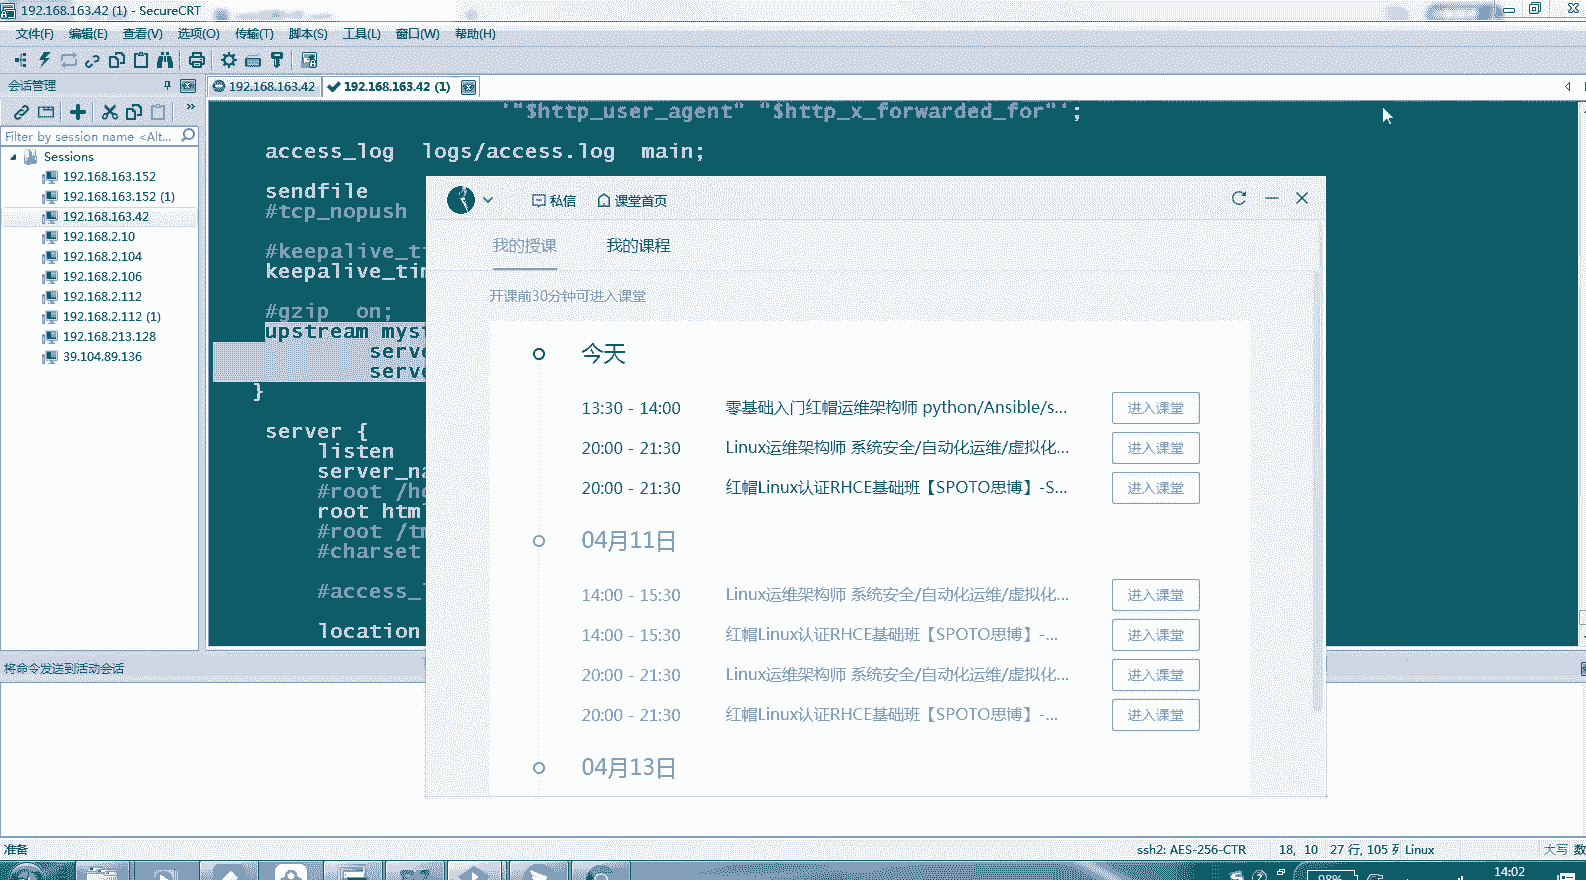 192.168.163.42 (1) - SecureCRT
文件(F) 编辑(E) 查看(V) 选项(O) 传输(T) 脚本(S) 工具(L) 窗口(W) 帮助(H)
会话管理
192.168.163.42
192.168.163.42 (1)
Filter by session name <Alt...
Sessions
192.168.163.152
192.168.163.152 (1)
192.168.163.42
192.168.2.10
192.168.2.104
192.168.2.106
192.168.2.112
192.168.2.112 (1)
192.168.213.128
39.104.89.136
'"$http_user_agent" "$http_x_forwarded_for"';
access_log logs/access.log main;
sendfile
#tcp_nopush
#keepalive_ti
keepalive_tim
#gzip on;
upstream myst
serve
serve
}
server {
listen
server_na
#root /ho
root html
#root /tm
#charset
#access_l
location
私信 课堂首页
我的授课 我的课程
开课前30分钟可进入课堂
今天
13:30 - 14:00 零基础入门红帽运维架构师 python/Ansible/s... 进入课堂
20:00 - 21:30 Linux运维架构师 系统安全/自动化运维/虚拟化... 进入课堂
20:00 - 21:30 红帽Linux认证RHCE基础班【SPOTO思博】-S... 进入课堂
04月11日
14:00 - 15:30 Linux运维架构师 系统安全/自动化运维/虚拟化... 进入课堂
14:00 - 15:30 红帽Linux认证RHCE基础班【SPOTO思博】-... 进入课堂
20:00 - 21:30 Linux运维架构师 系统安全/自动化运维/虚拟化... 进入课堂
20:00 - 21:30 红帽Linux认证RHCE基础班【SPOTO思博】-... 进入课堂
04月13日
将命令发送到活动会话
准备
ssh2: AES-256-CTR 18, 10 27 行, 105 列 Linux 大写 数
98% 14:02